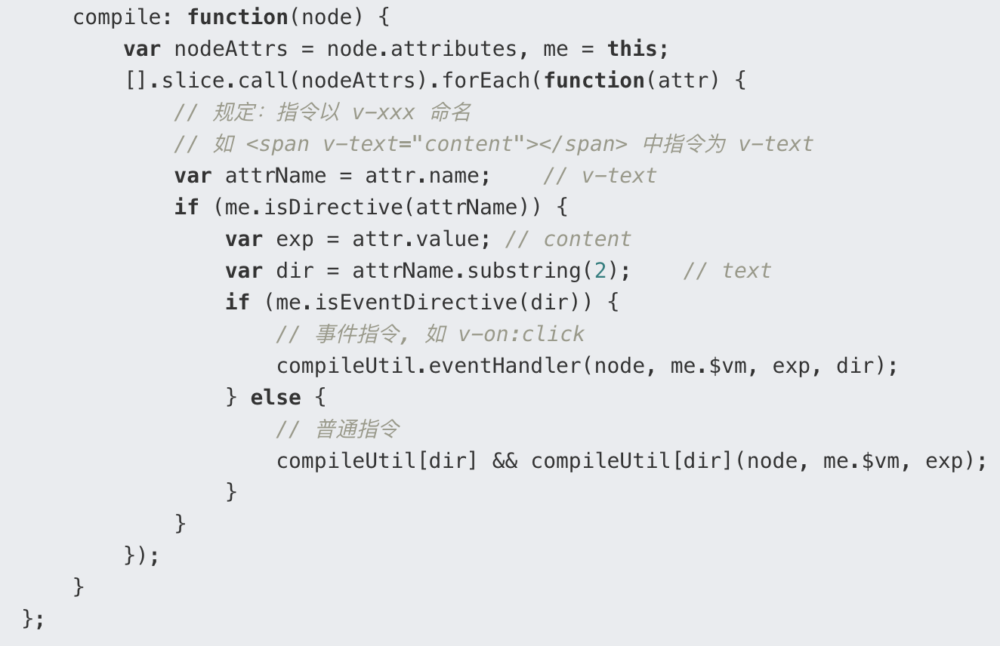 compile: function(node) {
var nodeAttrs = node.attributes, me = this;
[].slice.call(nodeAttrs).forEach(function(attr) {
// 规定：指令以 v-xxx 命名
// 如 <span v-text="content"></span> 中指令为 v-text
var attrName = attr.name;    // v-text
if (me.isDirective(attrName)) {
var exp = attr.value; // content
var dir = attrName.substring(2);    // text
if (me.isEventDirective(dir)) {
// 事件指令, 如 v-on:click
compileUtil.eventHandler(node, me.$vm, exp, dir);
} else {
// 普通指令
compileUtil[dir] && compileUtil[dir](node, me.$vm, exp);
}
}
});
}
};